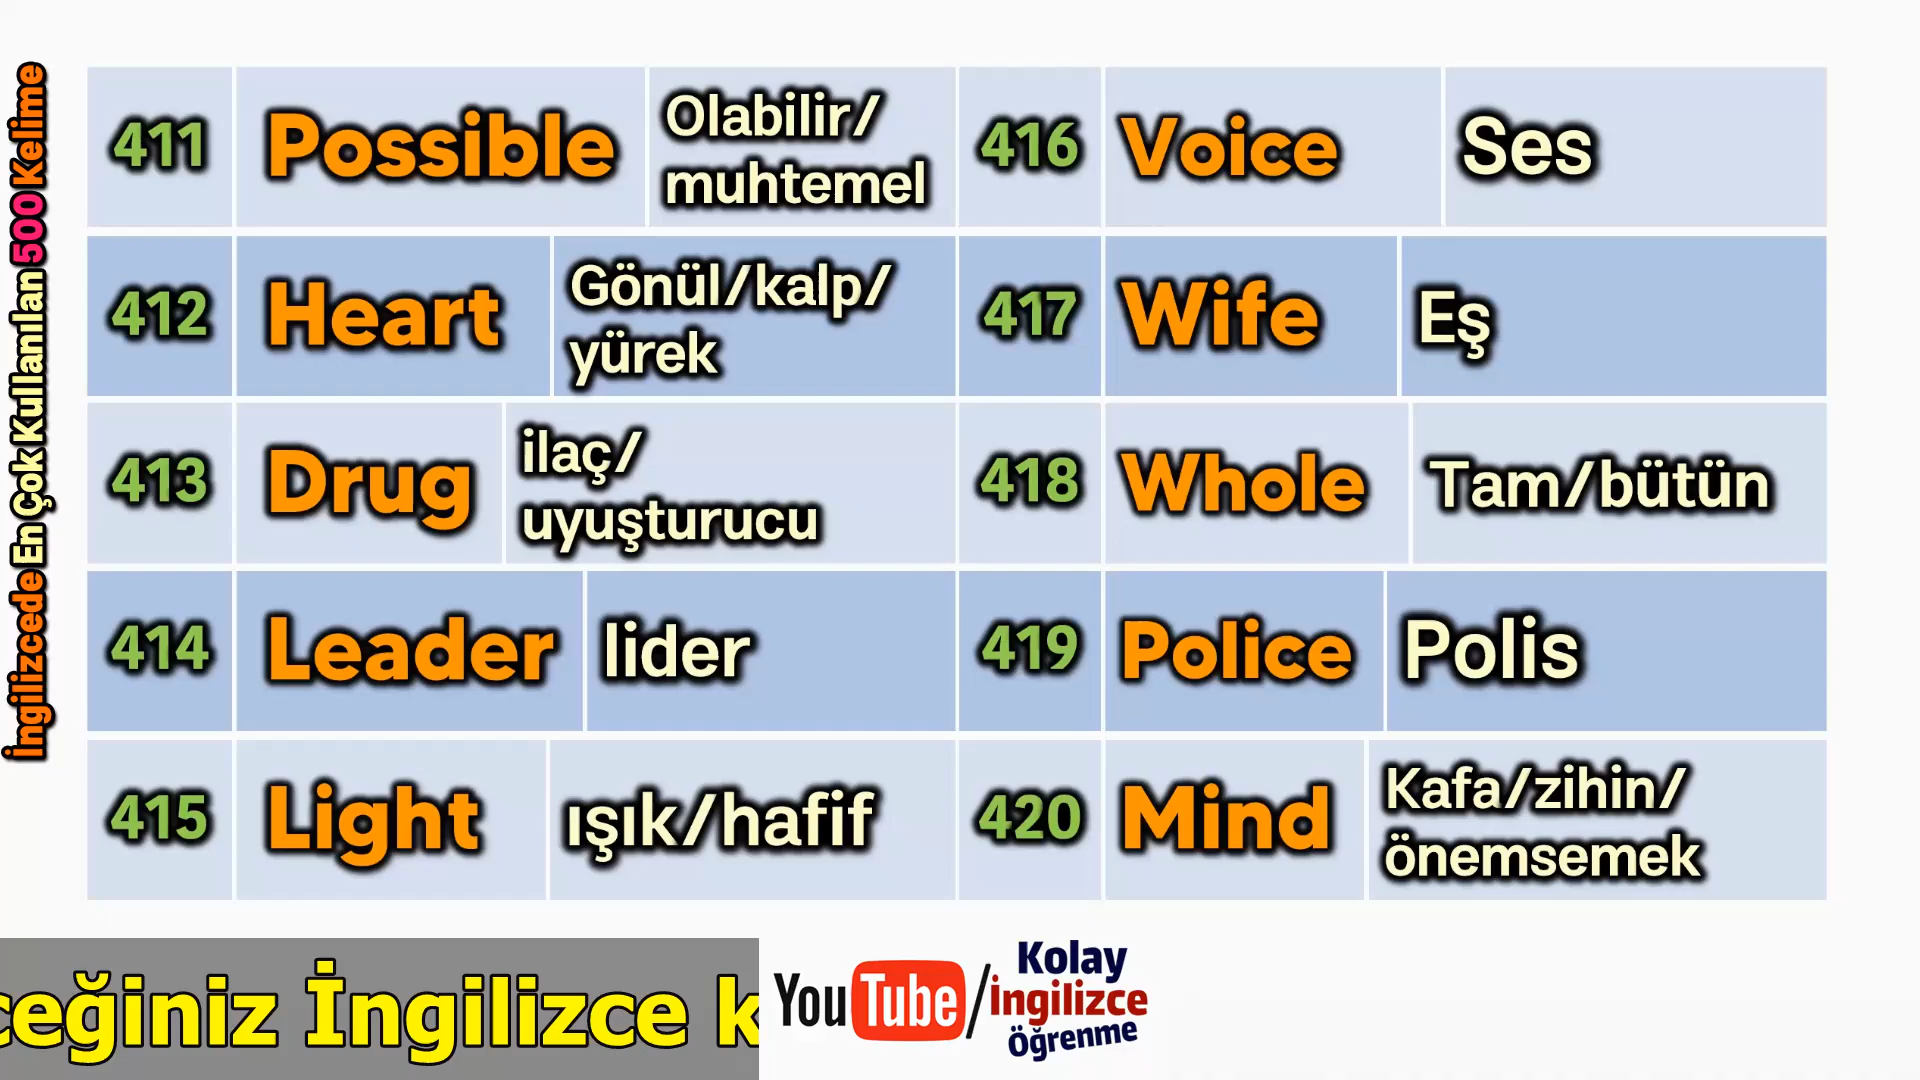 İngilizcede En Çok Kullanılan 500 Kelime
411 Possible Olabilir/
muhtemel
416 Voice Ses
412 Heart Gönül/kalp/
yürek
417 Wife Eş
413 Drug ilaç/
uyuşturucu
418 Whole Tam/bütün
414 Leader lider
419 Police Polis
415 Light ışık/hafif
420 Mind Kafa/zihin/
önemsemek
ceğiniz İngilizce k
YouTube/
Kolay
İngilizce
Öğrenme